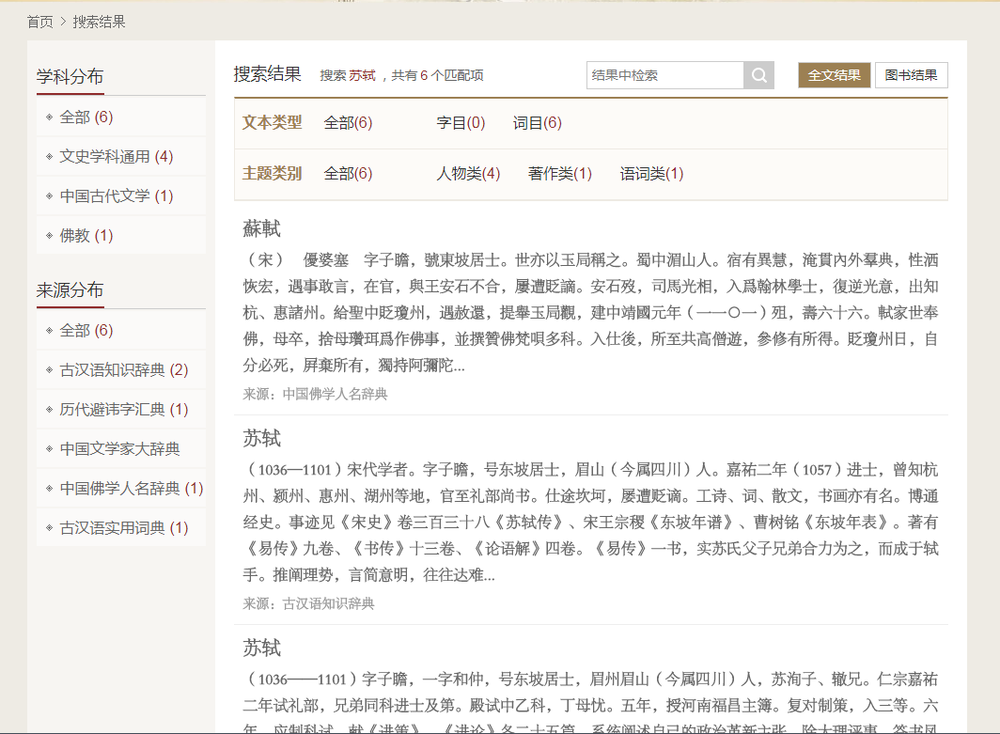 首页 > 搜索结果
学科分布
全部 (6)
文史学科通用 (4)
中国古代文学 (1)
佛教 (1)
来源分布
全部 (6)
古汉语知识辞典 (2)
历代避讳字汇典 (1)
中国文学家大辞典
中国佛学人名辞典 (1)
古汉语实用词典 (1)
搜索结果 搜索 苏轼 ，共有 6 个匹配项 结果中检索 全文结果 图书结果
文本类型 全部(6) 字目(0) 词目(6)
主题类别 全部(6) 人物类(4) 著作类(1) 语词类(1)
蘇軾
（宋） 優婆塞 字子瞻，號東坡居士。世亦以玉局稱之。蜀中湄山人。宿有異慧，淹貫內外羣典，性洒
恢宏，遇事敢言，在官，與王安石不合，屢遭貶謫。安石歿，司馬光相，入爲翰林學士，復逆光意，出知
杭、惠諸州。給聖中貶瓊州，遇赦還，提舉玉局觀，建中靖國元年（一一〇一）殂，壽六十六。軾家世奉
佛，母卒，捨母瓚珥爲作佛事，並撰贊佛梵唄多科。入仕後，所至共高僧遊，參修有所得。貶瓊州日，自
分必死，屏棄所有，獨持阿彌陀...
来源：中国佛学人名辞典
苏轼
（1036—1101）宋代学者。字子瞻，号东坡居士，眉山（今属四川）人。嘉祐二年（1057）进士，曾知杭
州、颍州、惠州、湖州等地，官至礼部尚书。仕途坎坷，屡遭贬谪。工诗、词、散文，书画亦有名。博通
经史。事迹见《宋史》卷三百三十八《苏轼传》、宋王宗稷《东坡年谱》、曹树铭《东坡年表》。著有
《易传》九卷、《书传》十三卷、《论语解》四卷。《易传》一书，实苏氏父子兄弟合力为之，而成于轼
手。推阐理势，言简意明，往往达难...
来源：古汉语知识辞典
苏轼
（1036——1101）字子瞻，一字和仲，号东坡居士，眉州眉山（今属四川）人，苏洵子、辙兄。仁宗嘉祐
二年试礼部，兄弟同科进士及第。殿试中乙科，丁母忧。五年，授河南福昌主簿。复对制策，入三等。六
年，应制科试，献《进策》、《进论》各二十五篇，系统阐述自己的政治革新主张，除大理评事、签书凤